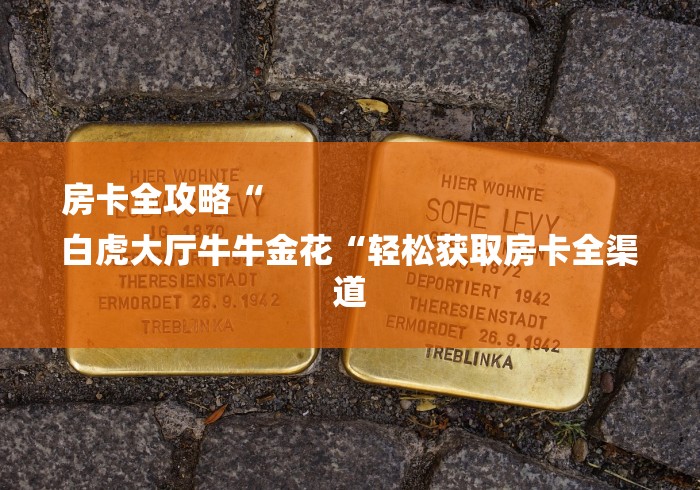 房卡全攻略“
白虎大厅牛牛金花“轻松获取房卡全渠
道
HIER WOHNTE
JG. 1870
THERESIENSTADT
ERMORDET 26.9.1942
TREBLINKA
HIER WOHNTE
SOFIE LEVY
1872
DEPORTIERT 1942
THERESIENSTADT
ERMORDET 26.9.1942
TREBLINKA